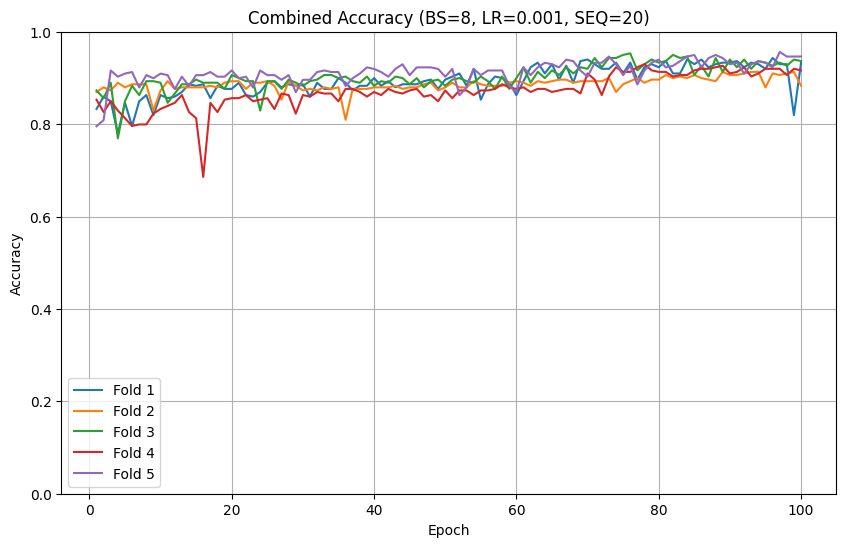 Combined Accuracy (BS=8, LR=0.001, SEQ=20)
1.0
0.8
0.6
0.4
0.2
0.0
Accuracy
Fold 1
Fold 2
Fold 3
Fold 4
Fold 5
0 20 40 60 80 100
Epoch